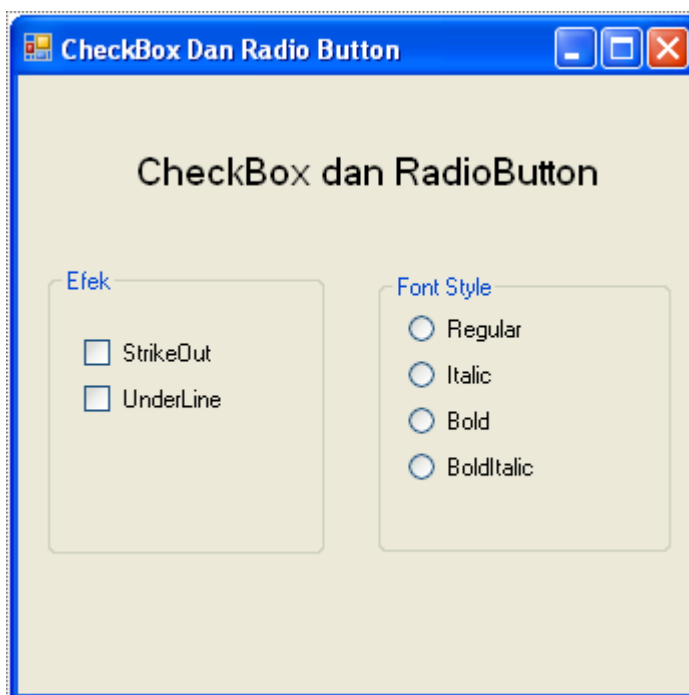 CheckBox Dan Radio Button
CheckBox dan RadioButton
Efek
StrikeOut
UnderLine
Font Style
Regular
Italic
Bold
BoldItalic